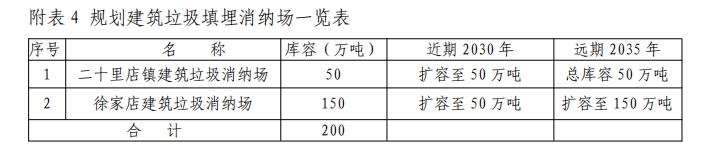 附表 4 规划建筑垃圾填埋消纳场一览表
序号 名 称 库容（万吨） 近期 2030 年 远期 2035 年
1 二十里店镇建筑垃圾消纳场 50 扩容至 50 万吨 总库容 50 万吨
2 徐家店建筑垃圾消纳场 150 扩容至 50 万吨 扩容至 150 万吨
合 计 200